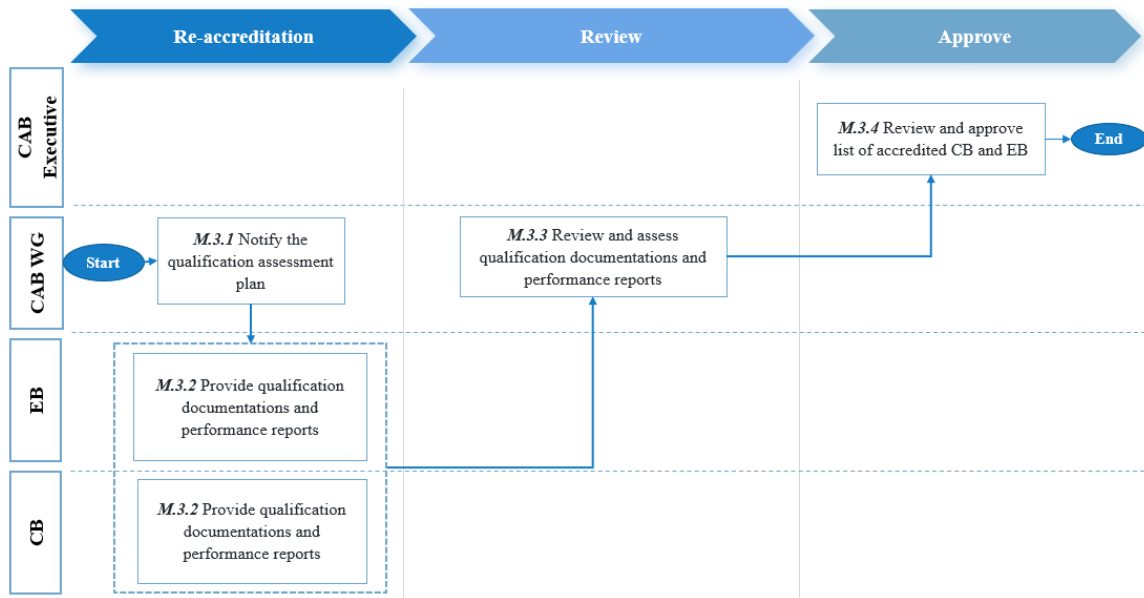 Re-accreditation
Review
Approve
CAB
Executive
M.3.4 Review and approve
list of accredited CB and EB
End
CAB WG
Start
M.3.1 Notify the
qualification assessment
plan
M.3.3 Review and assess
qualification documentations and
performance reports
EB
M.3.2 Provide qualification
documentations and
performance reports
CB
M.3.2 Provide qualification
documentations and
performance reports